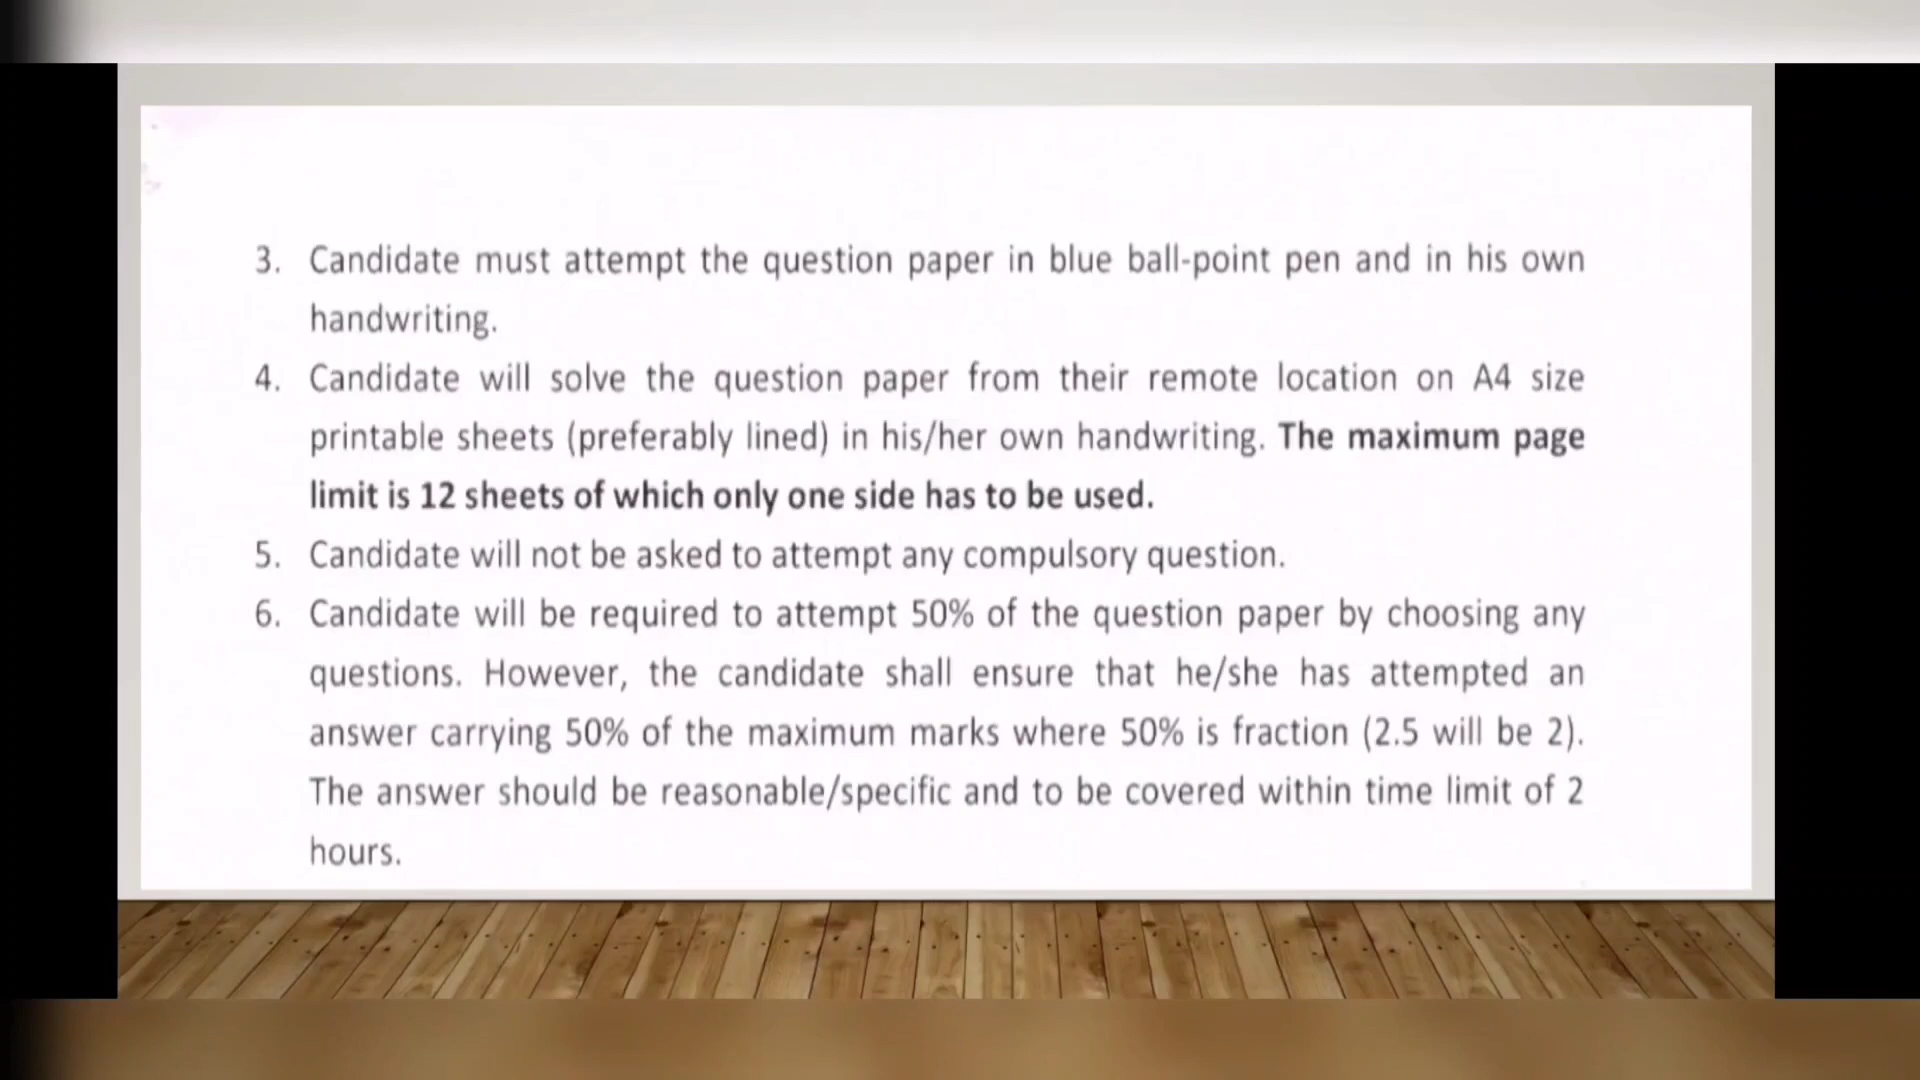 3. Candidate must attempt the question paper in blue ball-point pen and in his own
handwriting.
4. Candidate will solve the question paper from their remote location on A4 size
printable sheets (preferably lined) in his/her own handwriting. The maximum page
limit is 12 sheets of which only one side has to be used.
5. Candidate will not be asked to attempt any compulsory question.
6. Candidate will be required to attempt 50% of the question paper by choosing any
questions. However, the candidate shall ensure that he/she has attempted an
answer carrying 50% of the maximum marks where 50% is fraction (2.5 will be 2).
The answer should be reasonable/specific and to be covered within time limit of 2
hours.